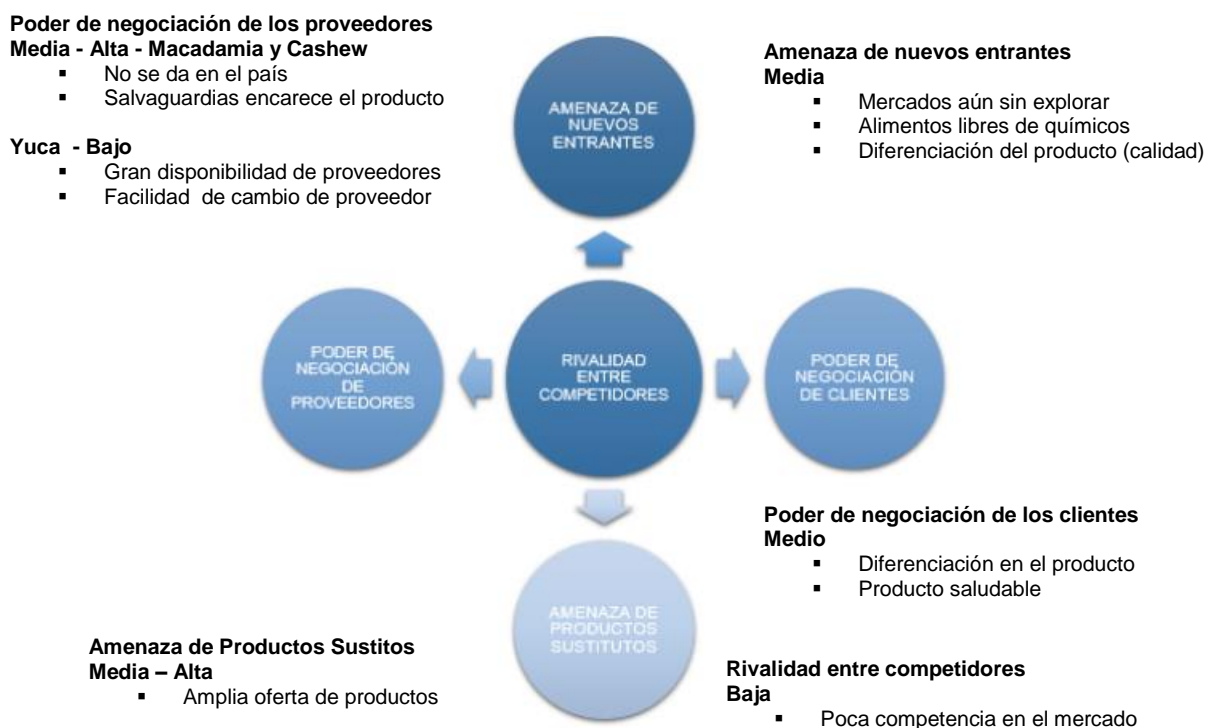 Poder de negociación de los proveedores
Media - Alta - Macadamia y Cashew
▪ No se da en el país
▪ Salvaguardias encarece el producto
Yuca - Bajo
▪ Gran disponibilidad de proveedores
▪ Facilidad de cambio de proveedor
AMENAZA DE
NUEVOS
ENTRANTES
Amenaza de nuevos entrantes
Media
▪ Mercados aún sin explorar
▪ Alimentos libres de químicos
▪ Diferenciación del producto (calidad)
PODER DE
NEGOCIACIÓN
DE
PROVEEDORES
RIVALIDAD
ENTRE
COMPETIDORES
PODER DE
NEGOCIACIÓN
DE CLIENTES
Poder de negociación de los clientes
Medio
▪ Diferenciación en el producto
▪ Producto saludable
AMENAZA DE
PRODUCTOS
SUSTITUTOS
Amenaza de Productos Sustitos
Media – Alta
▪ Amplia oferta de productos
Rivalidad entre competidores
Baja
▪ Poca competencia en el mercado